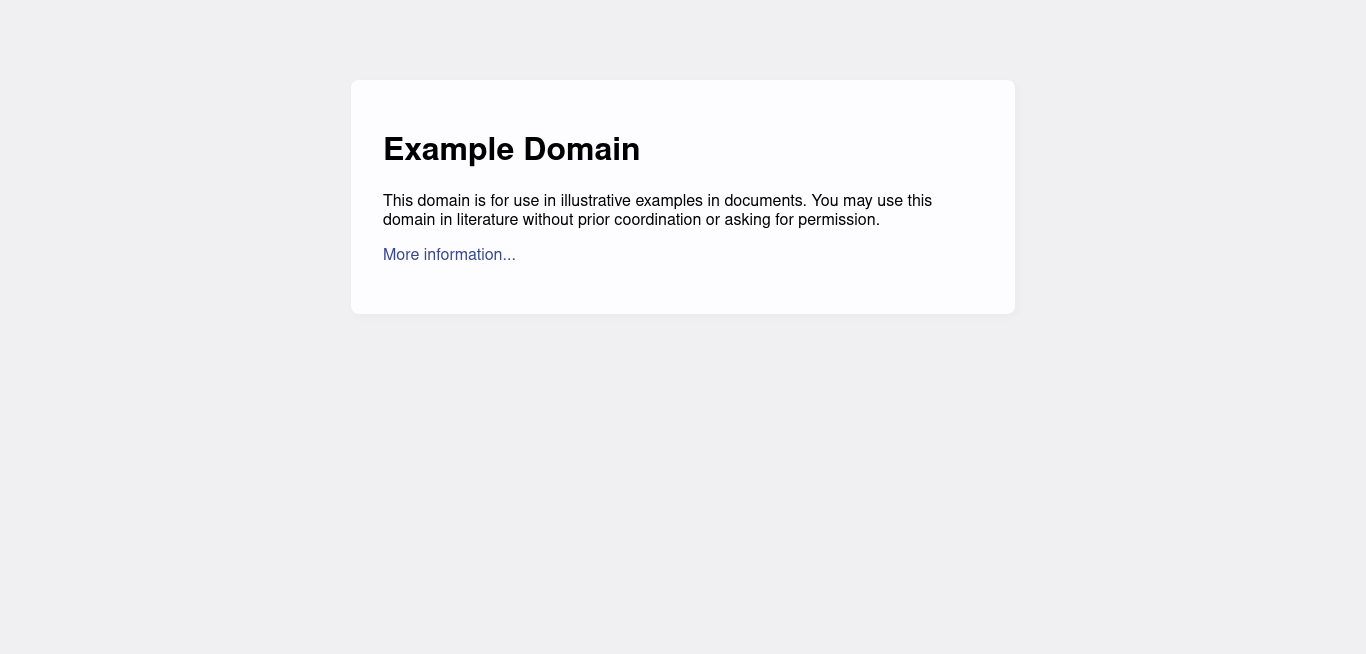 Example Domain
This domain is for use in illustrative examples in documents. You may use this
domain in literature without prior coordination or asking for permission.
More information...